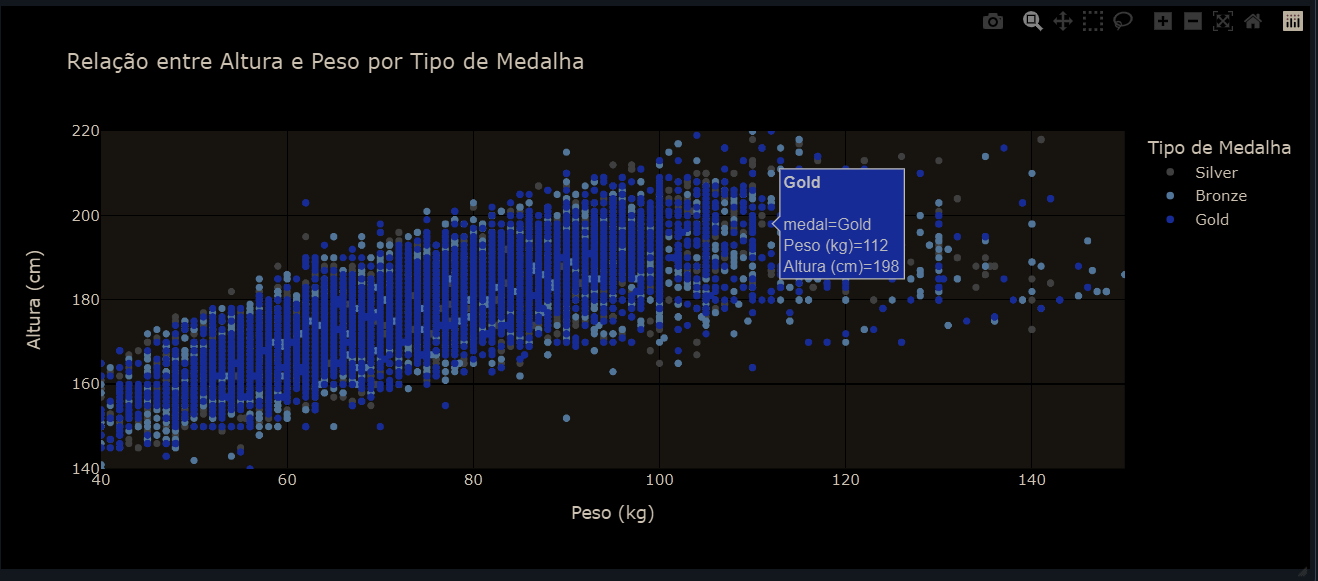 Relação entre Altura e Peso por Tipo de Medalha
220
200
180
160
140
Altura (cm)
40
60
80
100
120
140
Peso (kg)
Tipo de Medalha
Silver
Bronze
Gold
Gold
medal=Gold
Peso (kg)=112
Altura (cm)=198